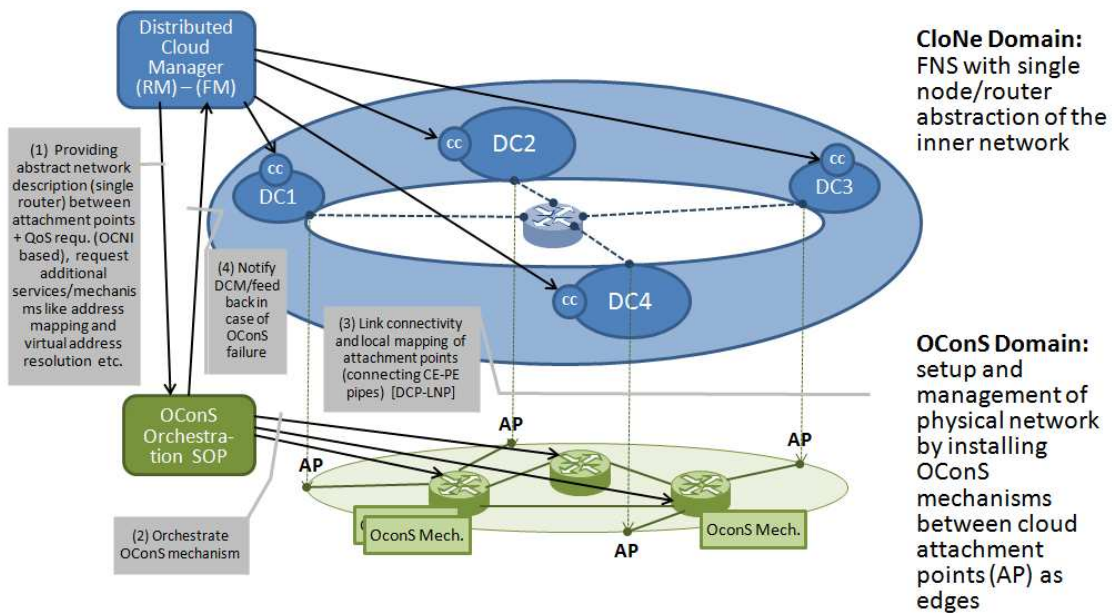 Distributed
Cloud
Manager
(RM) – (FM)
CloNe Domain:
FNS with single
node/router
abstraction of the
inner network
CC
DC1
CC
DC2
CC
DC3
CC
DC4
(1) Providing
abstract network
description (single
router) between
attachment points
+ QoS requ. (OCNI
based), request
additional
services/mechanis
ms like address
mapping and
virtual address
resolution etc.
(4) Notify
DCM/feed
back in
case of
OConS
failure
(3) Link connectivity
and local mapping of
attachment points
(connecting CE-PE
pipes) [DCP-LNP]
OConS
Orchestra-
tion SOP
(2) Orchestrate
OConS mechanism
AP
AP
AP
AP
O
OconS Mech.
OconS Mech.
OConS Domain:
setup and
management of
physical network
by installing
OConS
mechanisms
between cloud
attachment
points (AP) as
edges